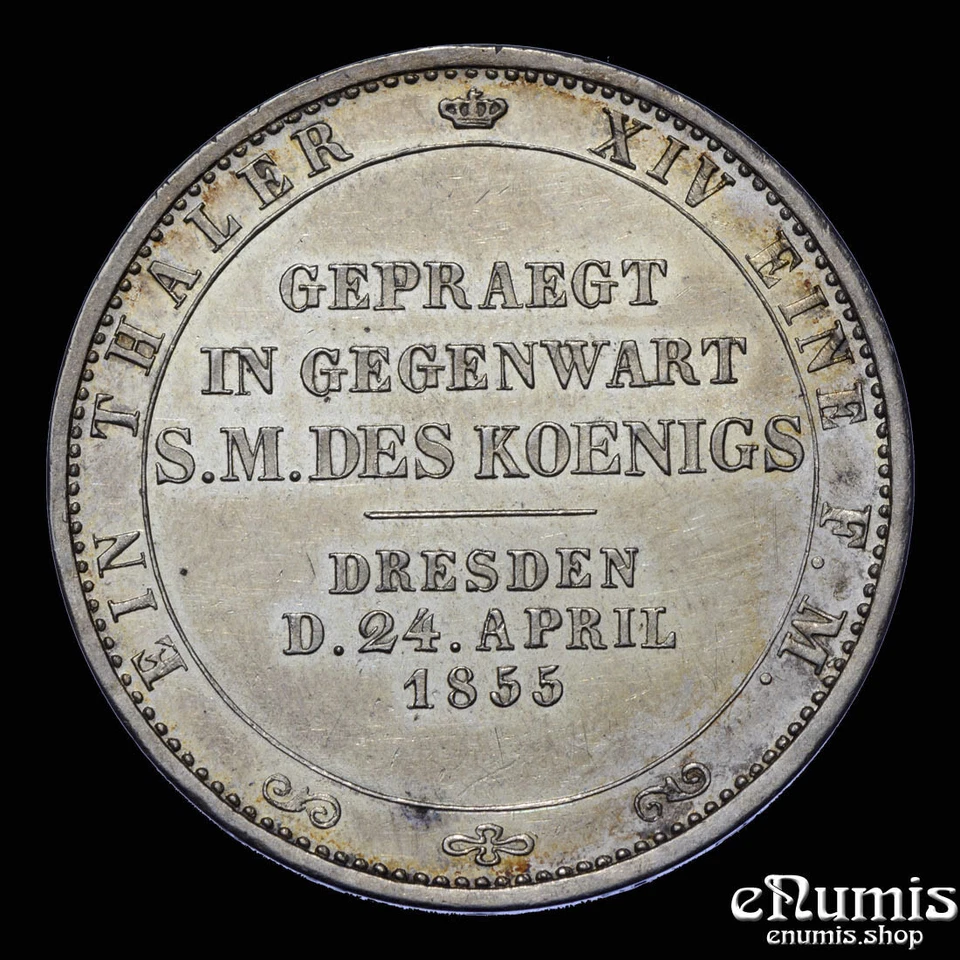 EIN THALER XIV EINE F. M.
GEPRAEGT
IN GEGENWART
S.M.DES KOENIGS
DRESDEN
D.24.APRIL
1855
eNumis
enumis.shop